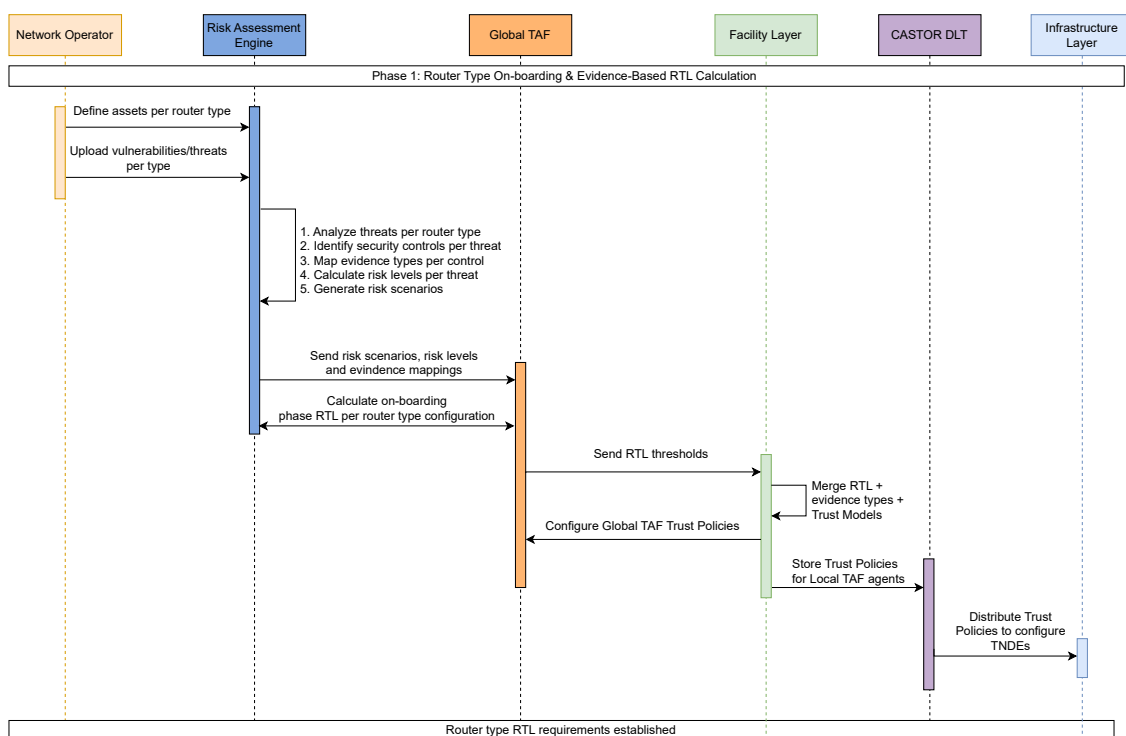 Network Operator
Risk Assessment
Engine
Global TAF
Facility Layer
CASTOR DLT
Infrastructure
Layer
Phase 1: Router Type On-boarding & Evidence-Based RTL Calculation
Define assets per router type
Upload vulnerabilities/threats
per type
1. Analyze threats per router type
2. Identify security controls per threat
3. Map evidence types per control
4. Calculate risk levels per threat
5. Generate risk scenarios
Send risk scenarios, risk levels
and evindence mappings
Calculate on-boarding
phase RTL per router type configuration
Send RTL thresholds
Merge RTL +
evidence types +
Trust Models
Configure Global TAF Trust Policies
Store Trust Policies
for Local TAF agents
Distribute Trust
Policies to configure
TNDEs
Router type RTL requirements established